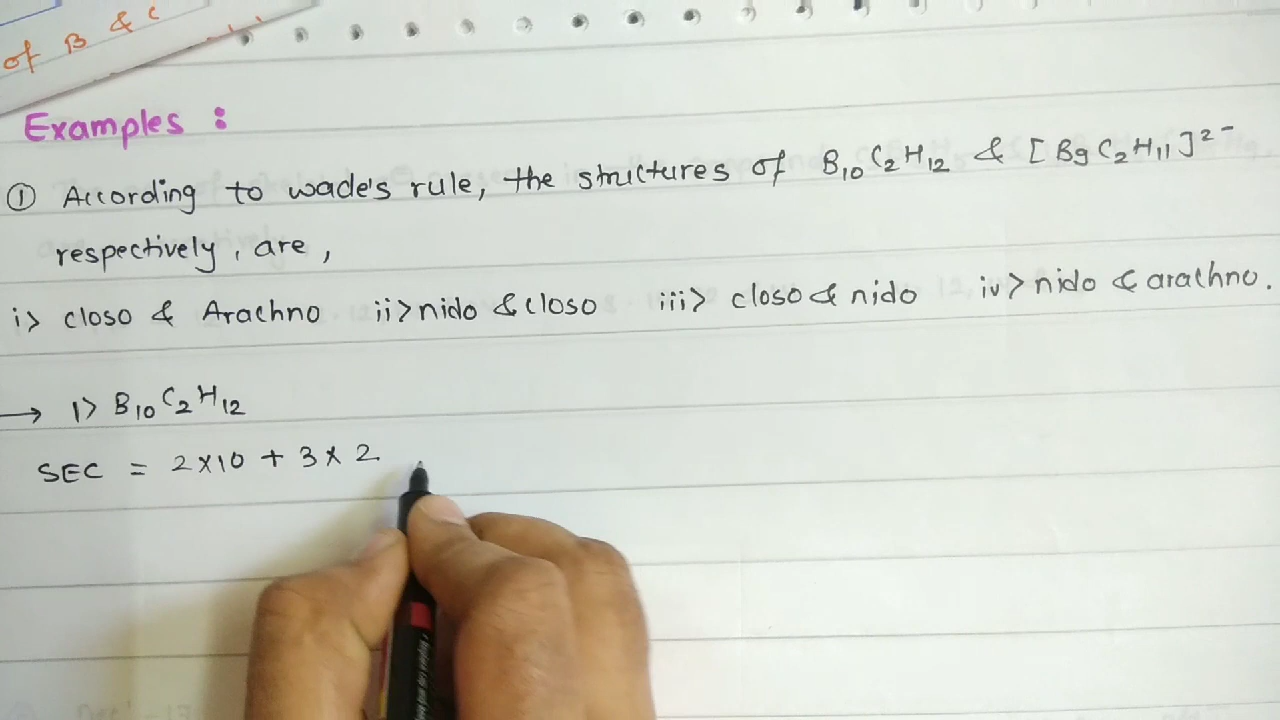 of B & C
Examples :
① According to wade's rule, the structures of B₁₀C₂H₁₂ & [B₉C₂H₁₁]²⁻
respectively, are,
i> closo & Arachno ii> nido & closo iii> closo & nido iv> nido & arachno.
→ 1> B₁₀C₂H₁₂
SEC = 2×10 + 3×2